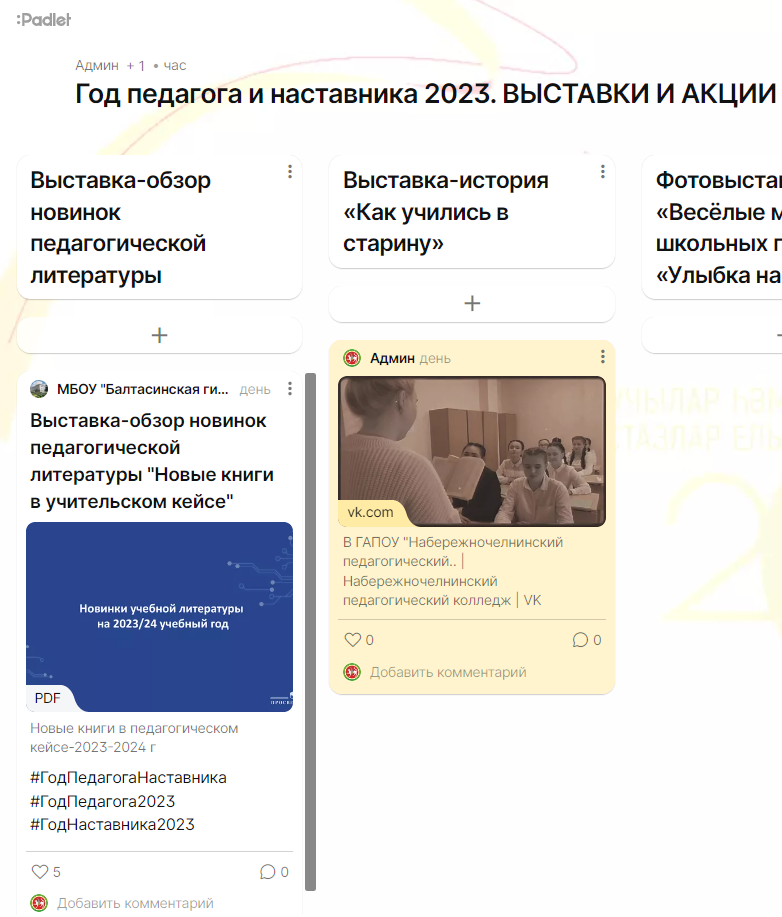 :Padlet
Админ + 1 • час
Год педагога и наставника 2023. ВЫСТАВКИ И АКЦИИ
Выставка-обзор
новинок
педагогической
литературы
Выставка-история
«Как учились в
старину»
«Весёлые
школьных
«Улыбка на
МБОУ "Балтасинская ги... день
Выставка-обзор новинок
педагогической
литературы "Новые книги
в учительском кейсе"
Новинки учебной литературы
на 2023/24 учебный год
PDF
Новые книги в педагогическом
кейсе-2023-2024 г
#ГодПедагогаНаставника
#ГодПедагога2023
#ГодНаставника2023
5 0
Добавить комментарий
Админ день
vk.com
В ГАПОУ "Набережночелнинский
педагогический.. |
Набережночелнинский
педагогический колледж | VK
0 0
Добавить комментарий